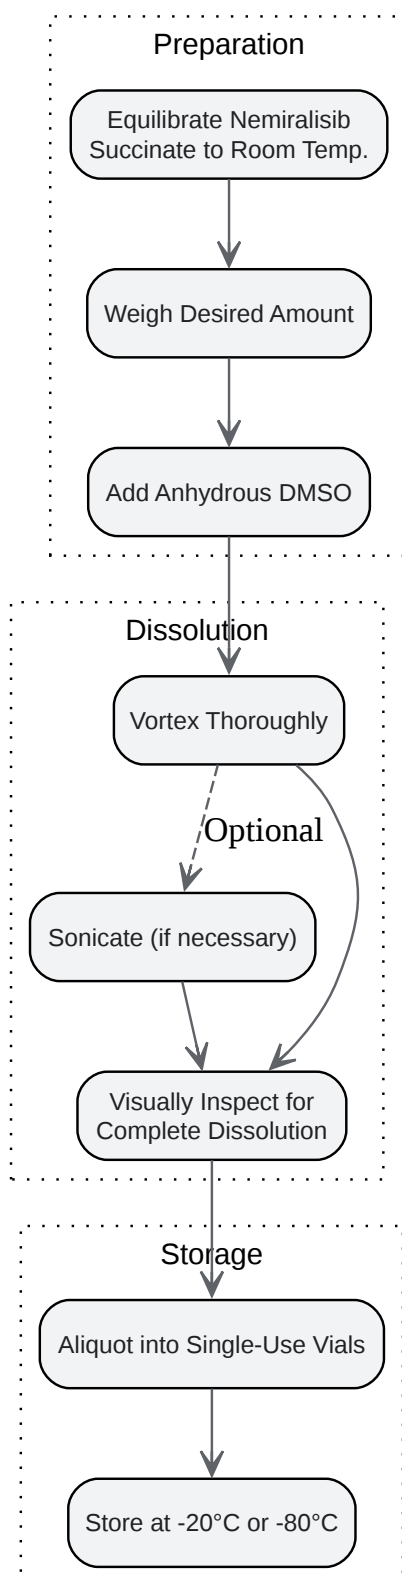 Preparation
Equilibrate Nemiralisib
Succinate to Room Temp.
Weigh Desired Amount
Add Anhydrous DMSO
Dissolution
Vortex Thoroughly
Optional
Sonicate (if necessary)
Visually Inspect for
Complete Dissolution
Storage
Aliquot into Single-Use Vials
Store at -20°C or -80°C